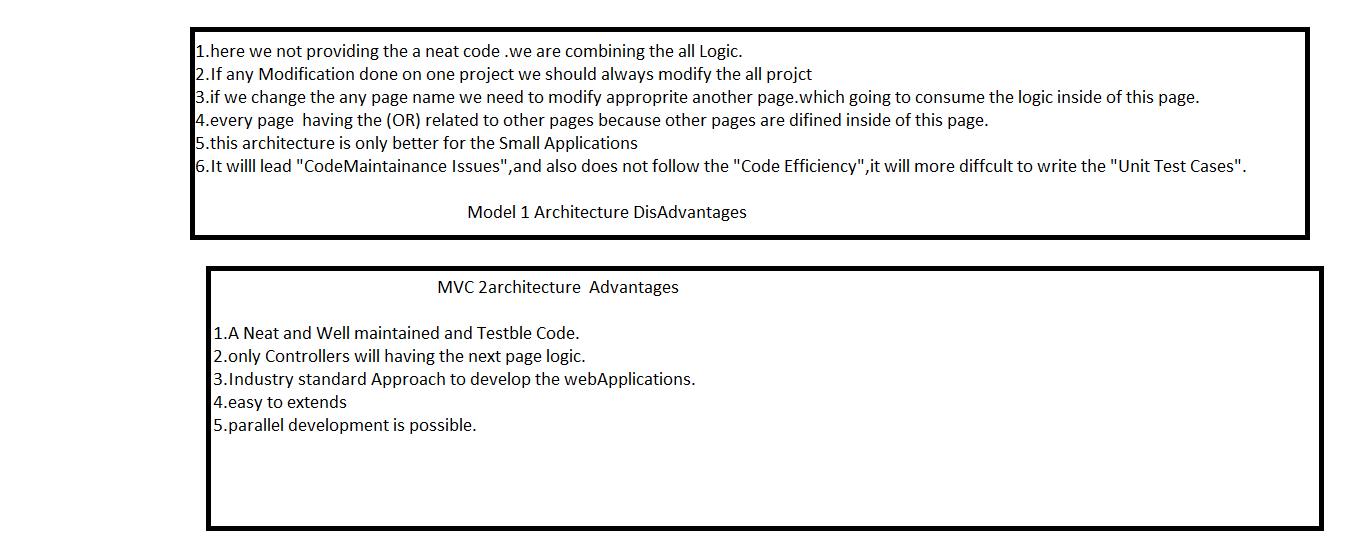 1.here we not providing the a neat code .we are combining the all Logic.
2.If any Modification done on one project we should always modify the all projct
3.if we change the any page name we need to modify approprite another page.which going to consume the logic inside of this page.
4.every page  having the (OR) related to other pages because other pages are difined inside of this page.
5.this architecture is only better for the Small Applications
6.It willl lead "CodeMaintainance Issues",and also does not follow the "Code Efficiency",it will more diffcult to write the "Unit Test Cases".
Model 1 Architecture DisAdvantages
MVC 2architecture  Advantages
1.A Neat and Well maintained and Testble Code.
2.only Controllers will having the next page logic.
3.Industry standard Approach to develop the webApplications.
4.easy to extends
5.parallel development is possible.